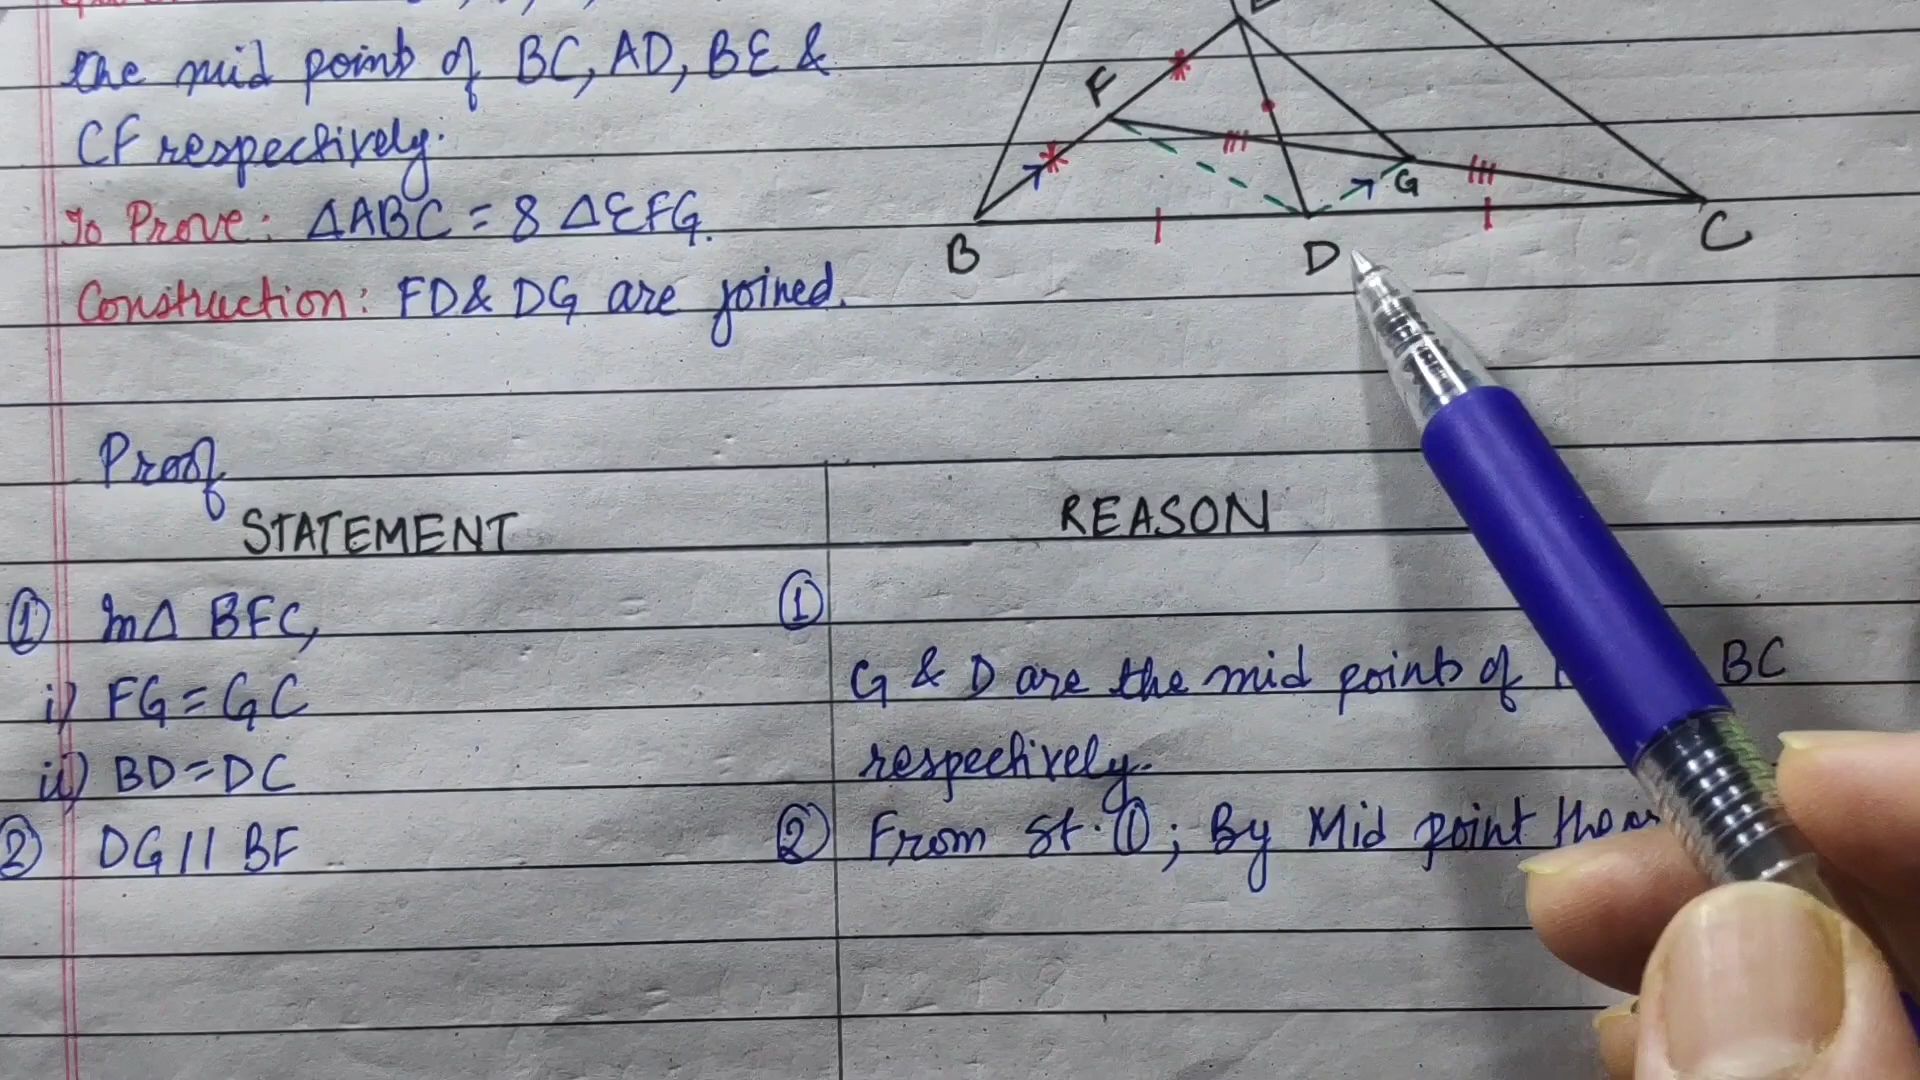 the mid point of BC, AD, BE &
CF respectively.
To Prove: ΔABC = 8 ΔEFG.
Construction: FD & DG are joined.
F
G
B
D
C
Proof
STATEMENT
REASON
① In Δ BFC,
①
i) FG = GC
G & D are the mid points of BC
ii) BD = DC
respectively.
② DG // BF
② From St. ①; By Mid point